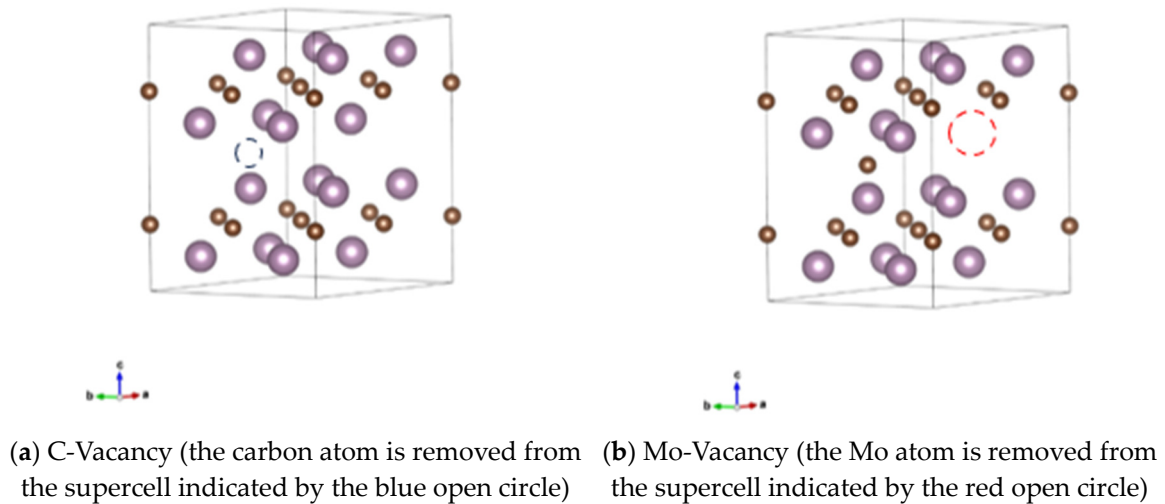 c
b a
c
b a
(a) C-Vacancy (the carbon atom is removed from
the supercell indicated by the blue open circle)
(b) Mo-Vacancy (the Mo atom is removed from
the supercell indicated by the red open circle)